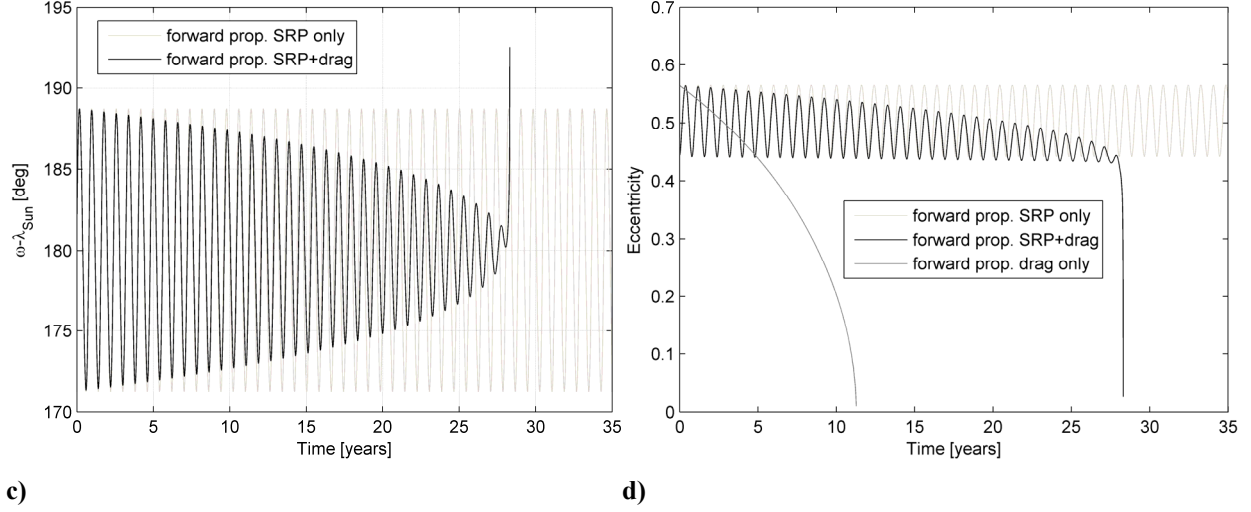 195
190
185
180
175
170
ω-λSun [deg]
forward prop. SRP only
forward prop. SRP+drag
0 5 10 15 20 25 30 35
Time [years]
c)
0.7
0.6
0.5
0.4
0.3
0.2
0.1
0
Eccentricity
forward prop. SRP only
forward prop. SRP+drag
forward prop. drag only
0 5 10 15 20 25 30 35
Time [years]
d)